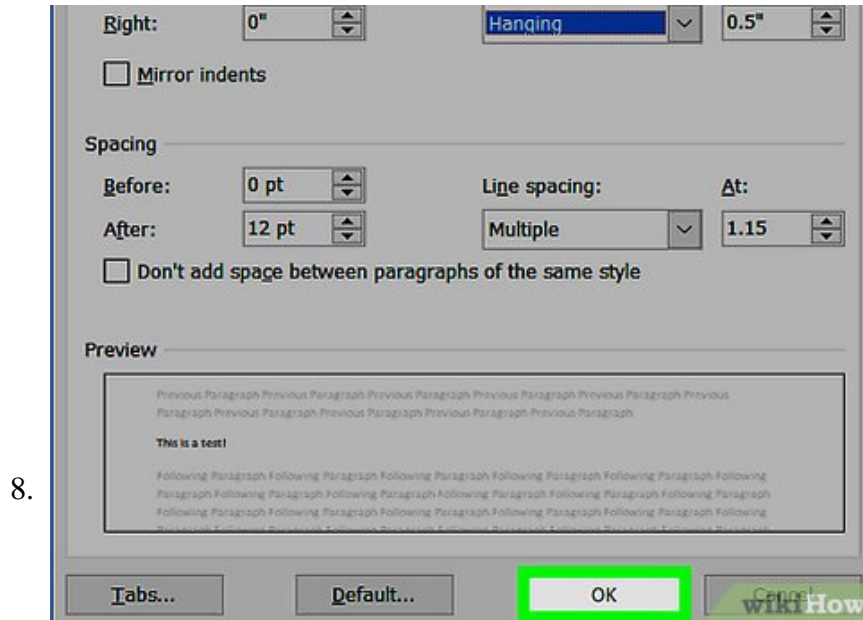 Right: 0" Hanging 0.5"
Mirror indents
Spacing
Before: 0 pt Line spacing: At:
After: 12 pt Multiple 1.15
Don't add space between paragraphs of the same style
Preview
Previous Paragraph Previous Paragraph Previous Paragraph Previous Paragraph Previous Paragraph Previous
Paragraph Previous Paragraph Previous Paragraph Previous Paragraph Previous Paragraph
This is a test!
Following Paragraph Following Paragraph Following Paragraph Following Paragraph Following Paragraph Following
Paragraph Following Paragraph Following Paragraph Following Paragraph Following Paragraph Following Paragraph
Following Paragraph Following Paragraph Following Paragraph Following Paragraph Following Paragraph Following
8.
Tabs... Default... OK Cancel
wikiHow